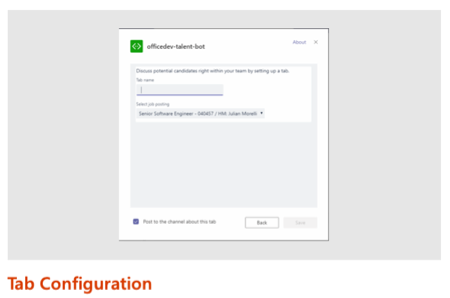 officedev-talent-bot
About ×
Discuss potential candidates right within your team by setting up a tab.
Tab name
Select job posting
Senior Software Engineer - 040457 / HM: Julian Morelli
Post to the channel about this tab
Back
Save
Tab Configuration